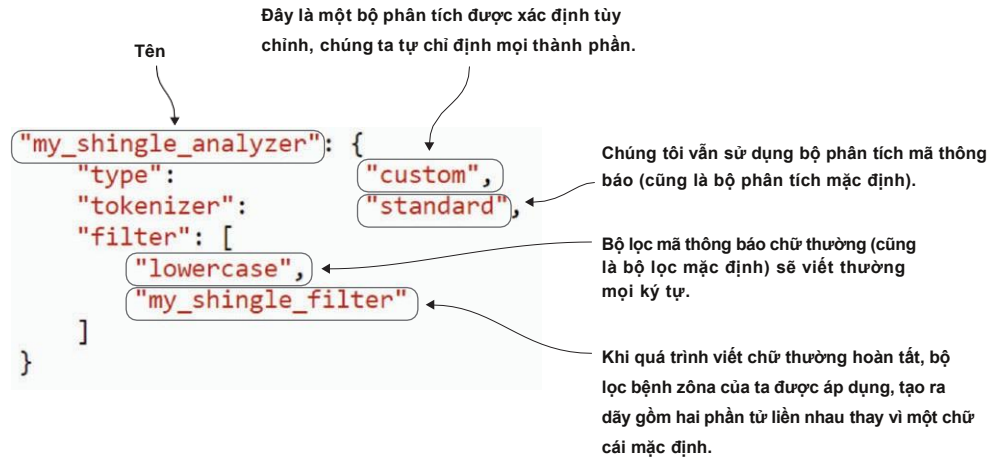 Đây là một bộ phân tích được xác định tùy
chỉnh, chúng ta tự chỉ định mọi thành phần.
Tên
"my_shingle_analyzer": {
"type": "custom",
"tokenizer": "standard",
"filter": [
"lowercase",
"my_shingle_filter"
]
}
Chúng tôi vẫn sử dụng bộ phân tích mã thông
báo (cũng là bộ phân tích mặc định).
Bộ lọc mã thông báo chữ thường (cũng
là bộ lọc mặc định) sẽ viết thường
mọi ký tự.
Khi quá trình viết chữ thường hoàn tất, bộ
lọc bệnh zôna của ta được áp dụng, tạo ra
dãy gồm hai phần tử liền nhau thay vì một chữ
cái mặc định.